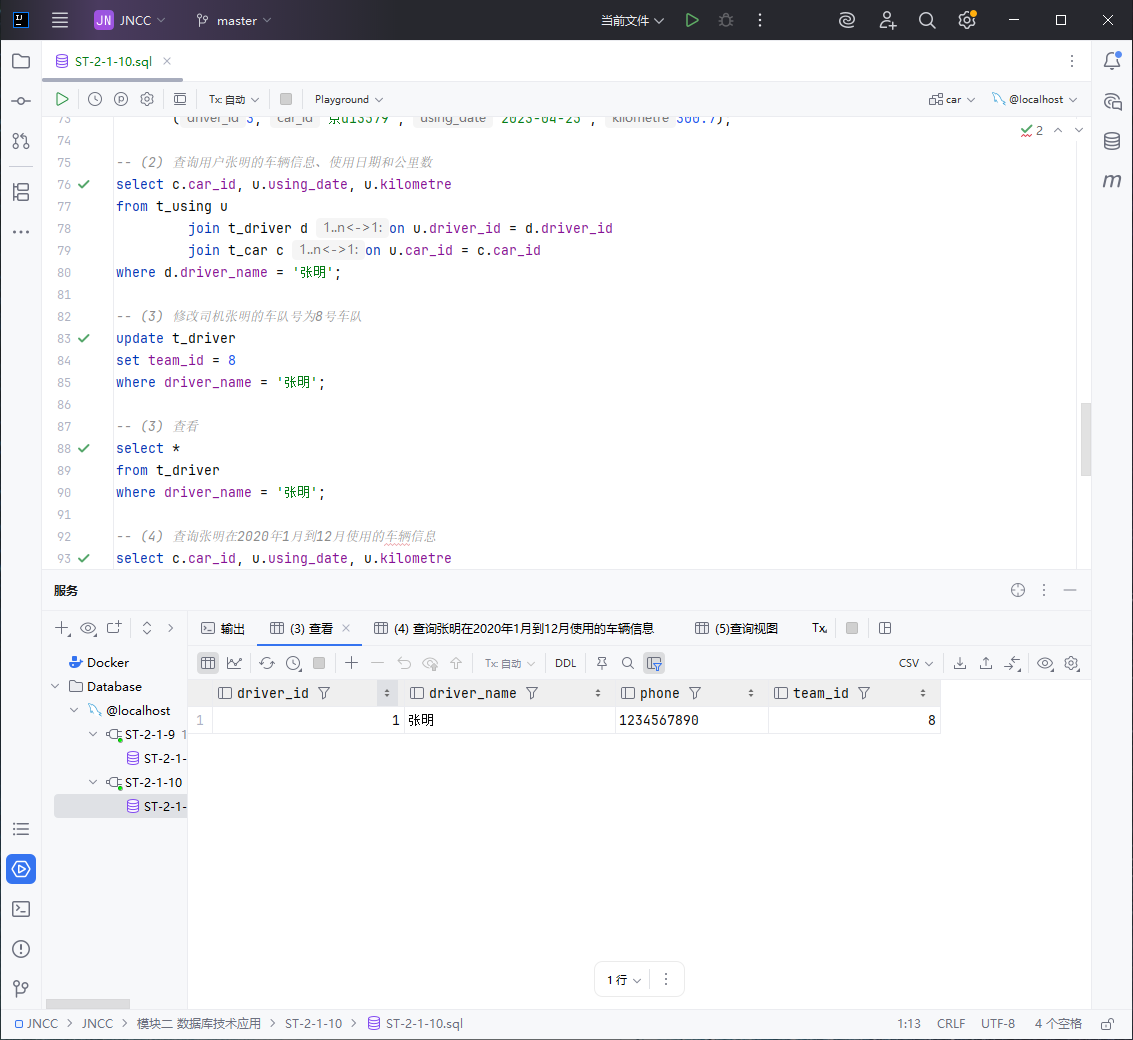 JN JNCC master 当前文件
ST-2-1-10.sql
Tx: 自动 Playground car @localhost
73 ( driver_id 3, car_id '京u13579', using_date '2023-04-25', kilometre 300.7);
2
74
75 -- (2) 查询用户张明的车辆信息、使用日期和公里数
76 select c.car_id, u.using_date, u.kilometre
77 from t_using u
78 join t_driver d 1..n<->1: on u.driver_id = d.driver_id
79 join t_car c 1..n<->1: on u.car_id = c.car_id
80 where d.driver_name = '张明';
81
82 -- (3) 修改司机张明的车队号为8号车队
83 update t_driver
84 set team_id = 8
85 where driver_name = '张明';
86
87 -- (3) 查看
88 select *
89 from t_driver
90 where driver_name = '张明';
91
92 -- (4) 查询张明在2020年1月到12月使用的车辆信息
93 select c.car_id, u.using_date, u.kilometre
m
服务
输出 (3) 查看 (4) 查询张明在2020年1月到12月使用的车辆信息 (5)查询视图 Tx
Tx: 自动 DDL CSV
Docker
Database
@localhost
ST-2-1-9 1
ST-2-1-
ST-2-1-10
ST-2-1-
driver_id driver_name phone team_id
1 1 张明 1234567890 8
1 行
JNCC JNCC 模块二 数据库技术应用 ST-2-1-10 ST-2-1-10.sql 1:13 CRLF UTF-8 4 个空格